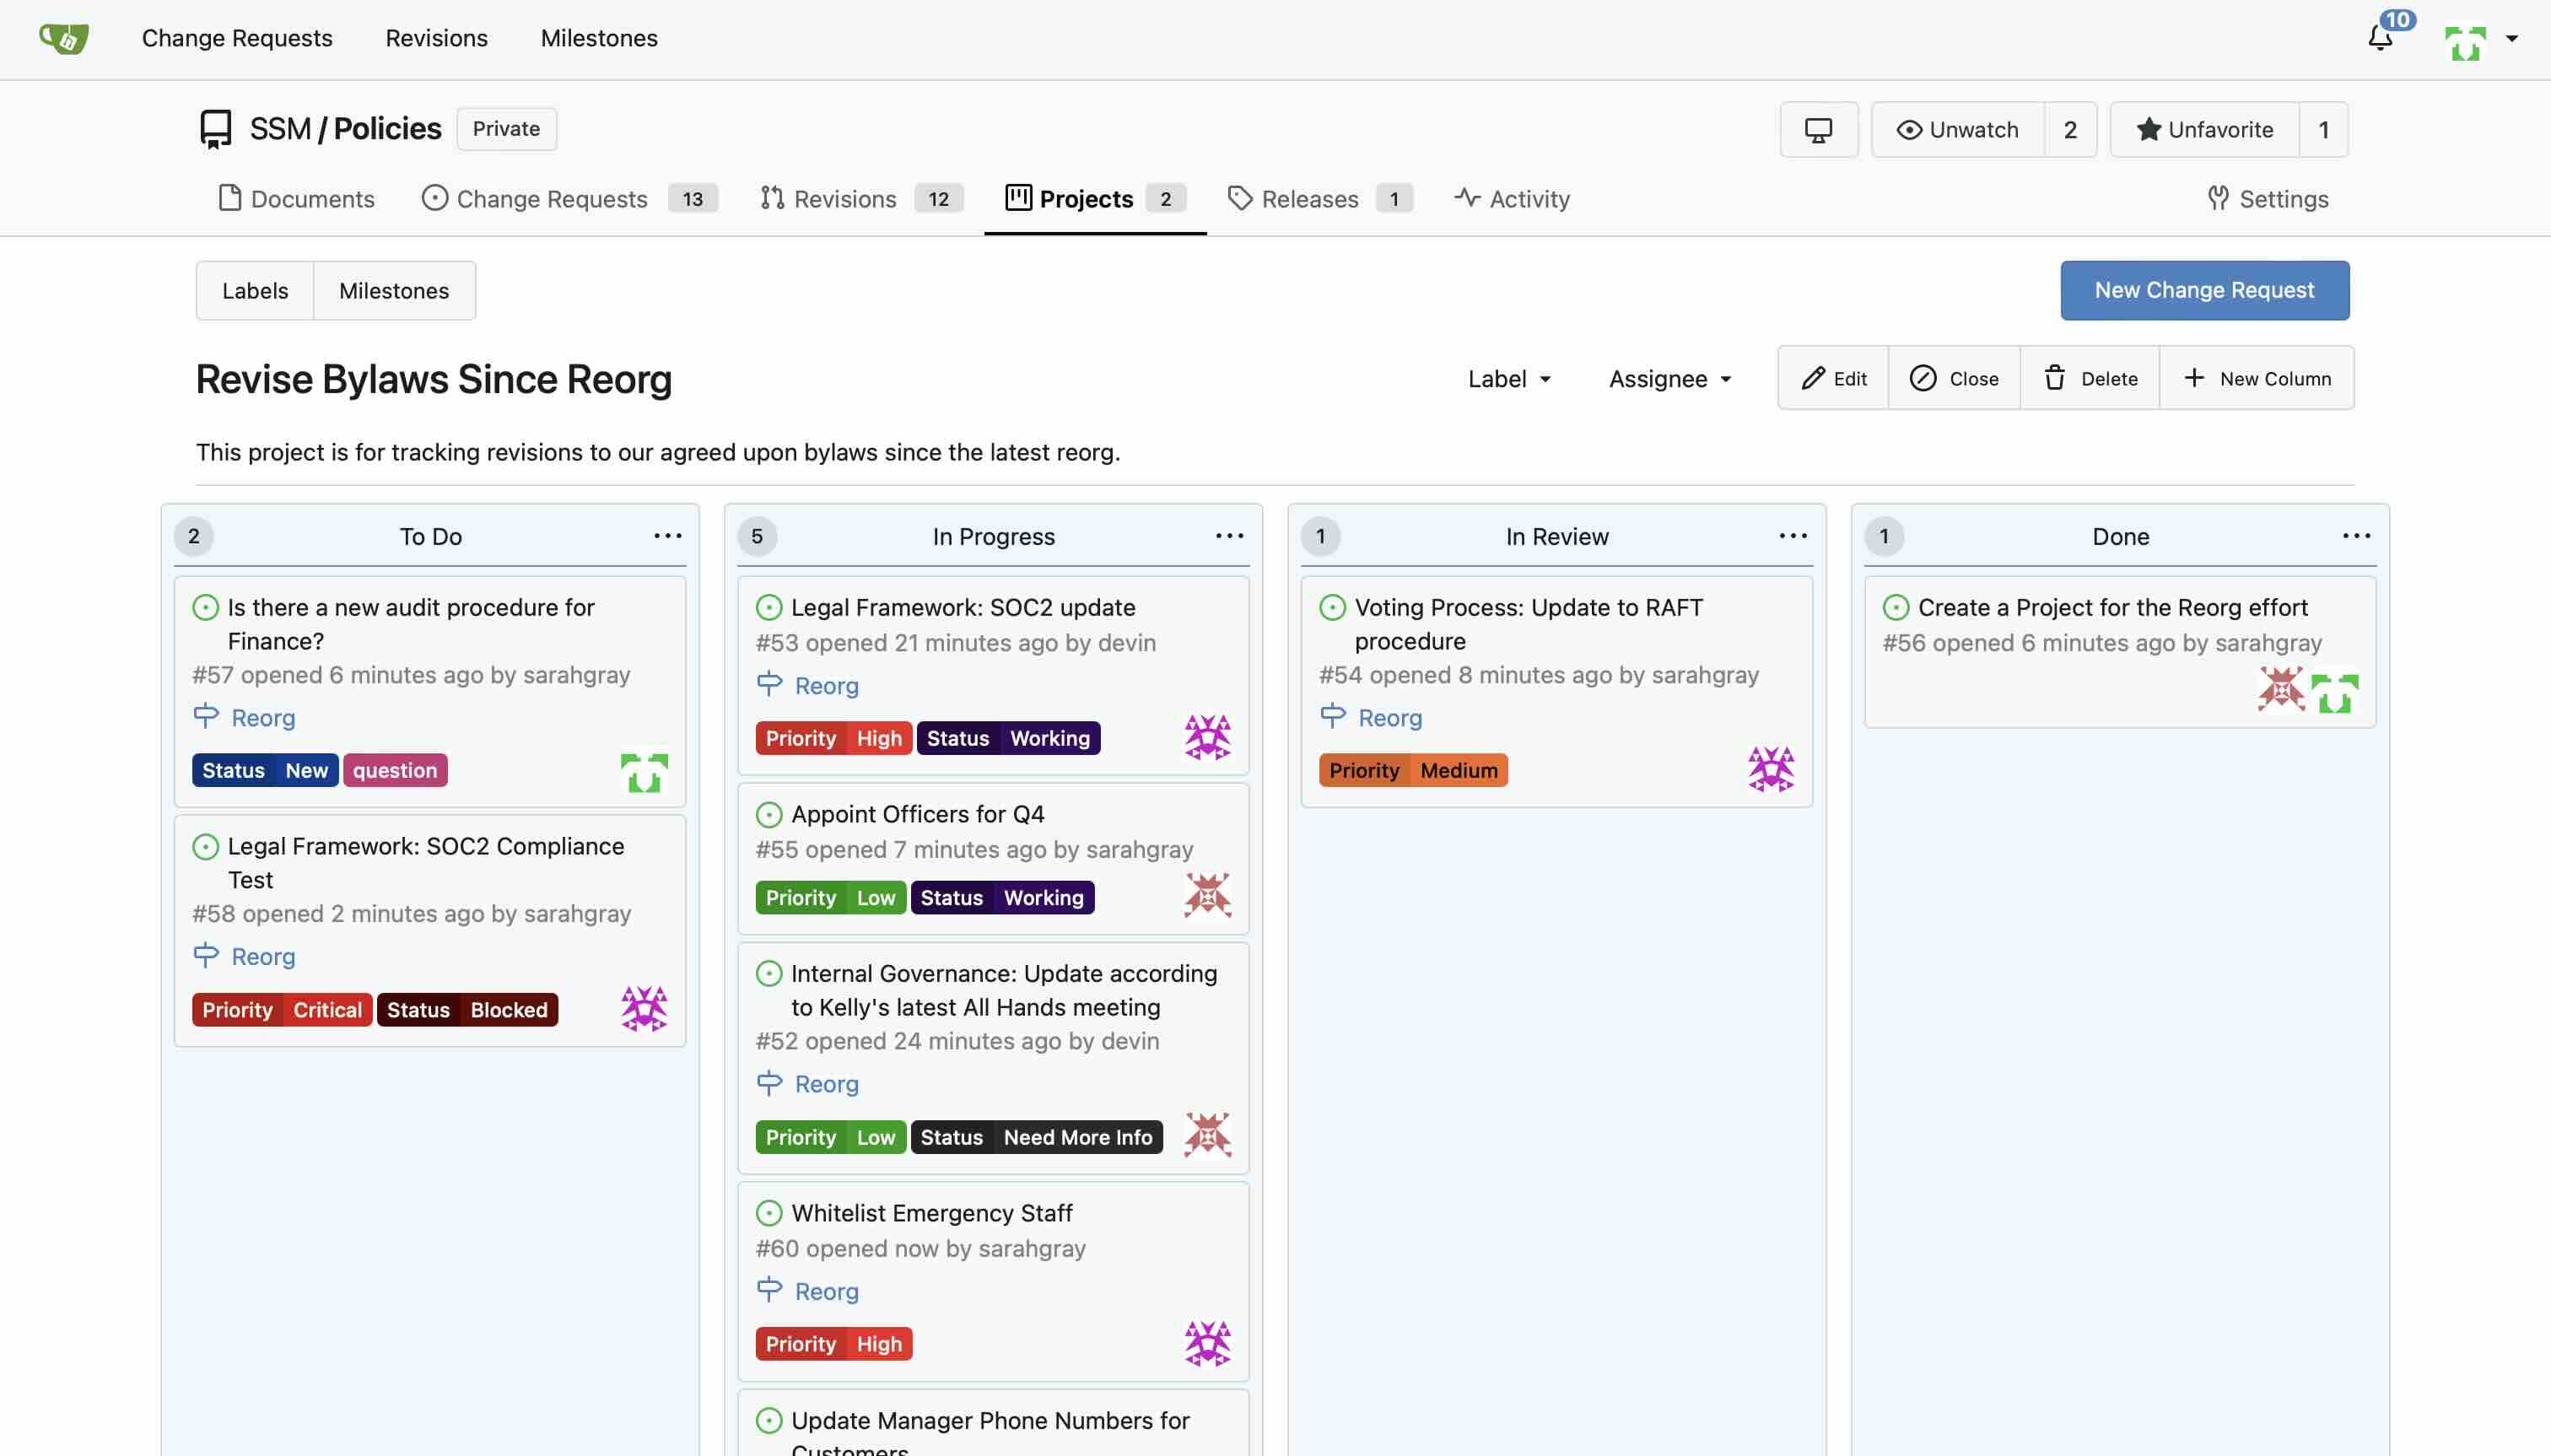 Change Requests Revisions Milestones 10
SSM / Policies Private Unwatch 2 Unfavorite 1
Documents Change Requests 13 Revisions 12 Projects 2 Releases 1 Activity Settings
Labels Milestones New Change Request
Revise Bylaws Since Reorg Label Assignee Edit Close Delete New Column
This project is for tracking revisions to our agreed upon bylaws since the latest reorg.
2 To Do
Is there a new audit procedure for
Finance?
#57 opened 6 minutes ago by sarahgray
Reorg
Status New question
Legal Framework: SOC2 Compliance
Test
#58 opened 2 minutes ago by sarahgray
Reorg
Priority Critical Status Blocked
5 In Progress
Legal Framework: SOC2 update
#53 opened 21 minutes ago by devin
Reorg
Priority High Status Working
Appoint Officers for Q4
#55 opened 7 minutes ago by sarahgray
Priority Low Status Working
Internal Governance: Update according
to Kelly's latest All Hands meeting
#52 opened 24 minutes ago by devin
Reorg
Priority Low Status Need More Info
Whitelist Emergency Staff
#60 opened now by sarahgray
Reorg
Priority High
Update Manager Phone Numbers for
Customers
1 In Review
Voting Process: Update to RAFT
procedure
#54 opened 8 minutes ago by sarahgray
Reorg
Priority Medium
1 Done
Create a Project for the Reorg effort
#56 opened 6 minutes ago by sarahgray